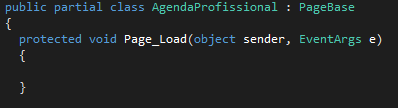 public partial class AgendaProfissional : PageBase
{
protected void Page_Load(object sender, EventArgs e)
{
}